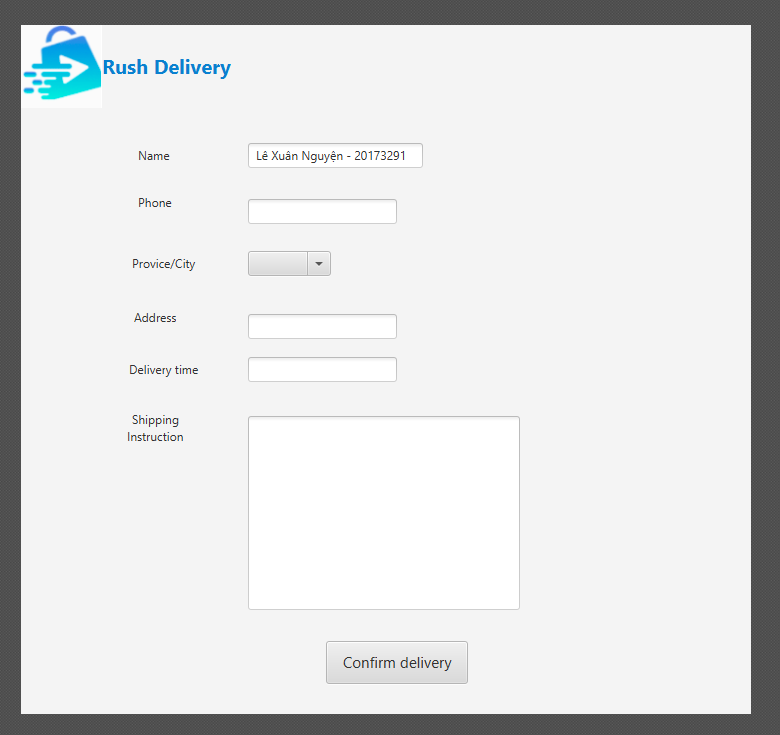 Rush Delivery
Name
Lê Xuân Nguyện - 20173291
Phone
Provice/City
Address
Delivery time
Shipping
Instruction
Confirm delivery